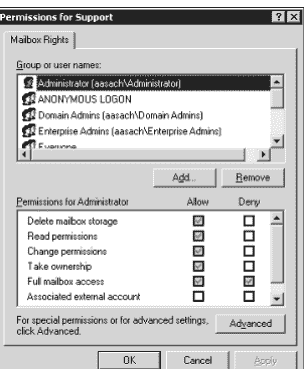 Permissions for Support
Mailbox Rights
Group or user names:
Administrator (aasach\Administrator)
ANONYMOUS LOGON
Domain Admins (aasach\Domain Admins)
Enterprise Admins (aasach\Enterprise Admins)
Everyone
Add...
Remove
Permissions for Administrator Allow Deny
Delete mailbox storage
Read permissions
Change permissions
Take ownership
Full mailbox access
Associated external account
For special permissions or for advanced settings,
click Advanced.
Advanced
OK
Cancel
Apply